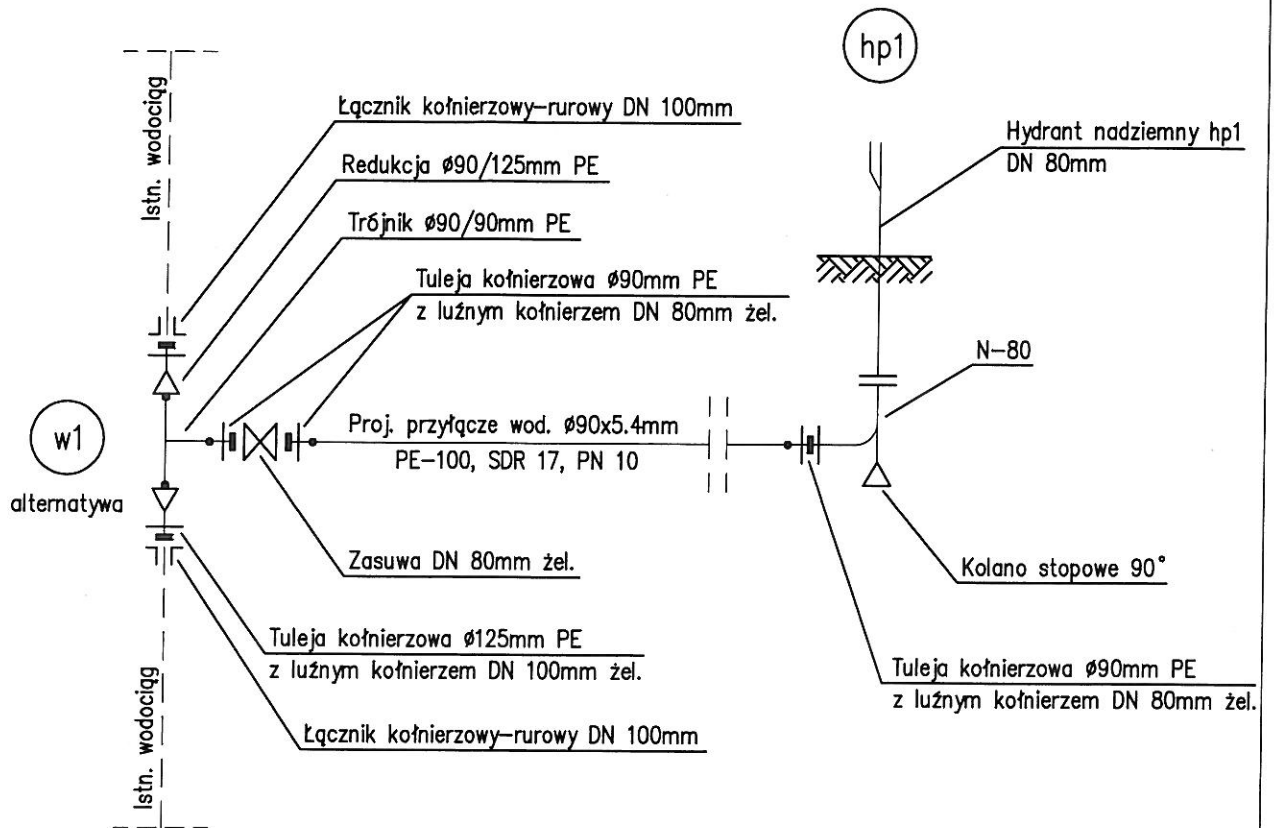 hp1
Istn. wodociąg
Łącznik kołnierzowy-rurowy DN 100mm
Hydrant nadziemny hp1
DN 80mm
Redukcja ø90/125mm PE
Trójnik ø90/90mm PE
Tuleja kołnierzowa ø90mm PE
z luźnym kołnierzem DN 80mm żel.
N-80
w1
alternatywa
Proj. przyłącze wod. ø90x5.4mm
PE-100, SDR 17, PN 10
Zasuwa DN 80mm żel.
Kolano stopowe 90°
Tuleja kołnierzowa ø125mm PE
z luźnym kołnierzem DN 100mm żel.
Tuleja kołnierzowa ø90mm PE
z luźnym kołnierzem DN 80mm żel.
Łącznik kołnierzowy-rurowy DN 100mm
Istn. wodociąg